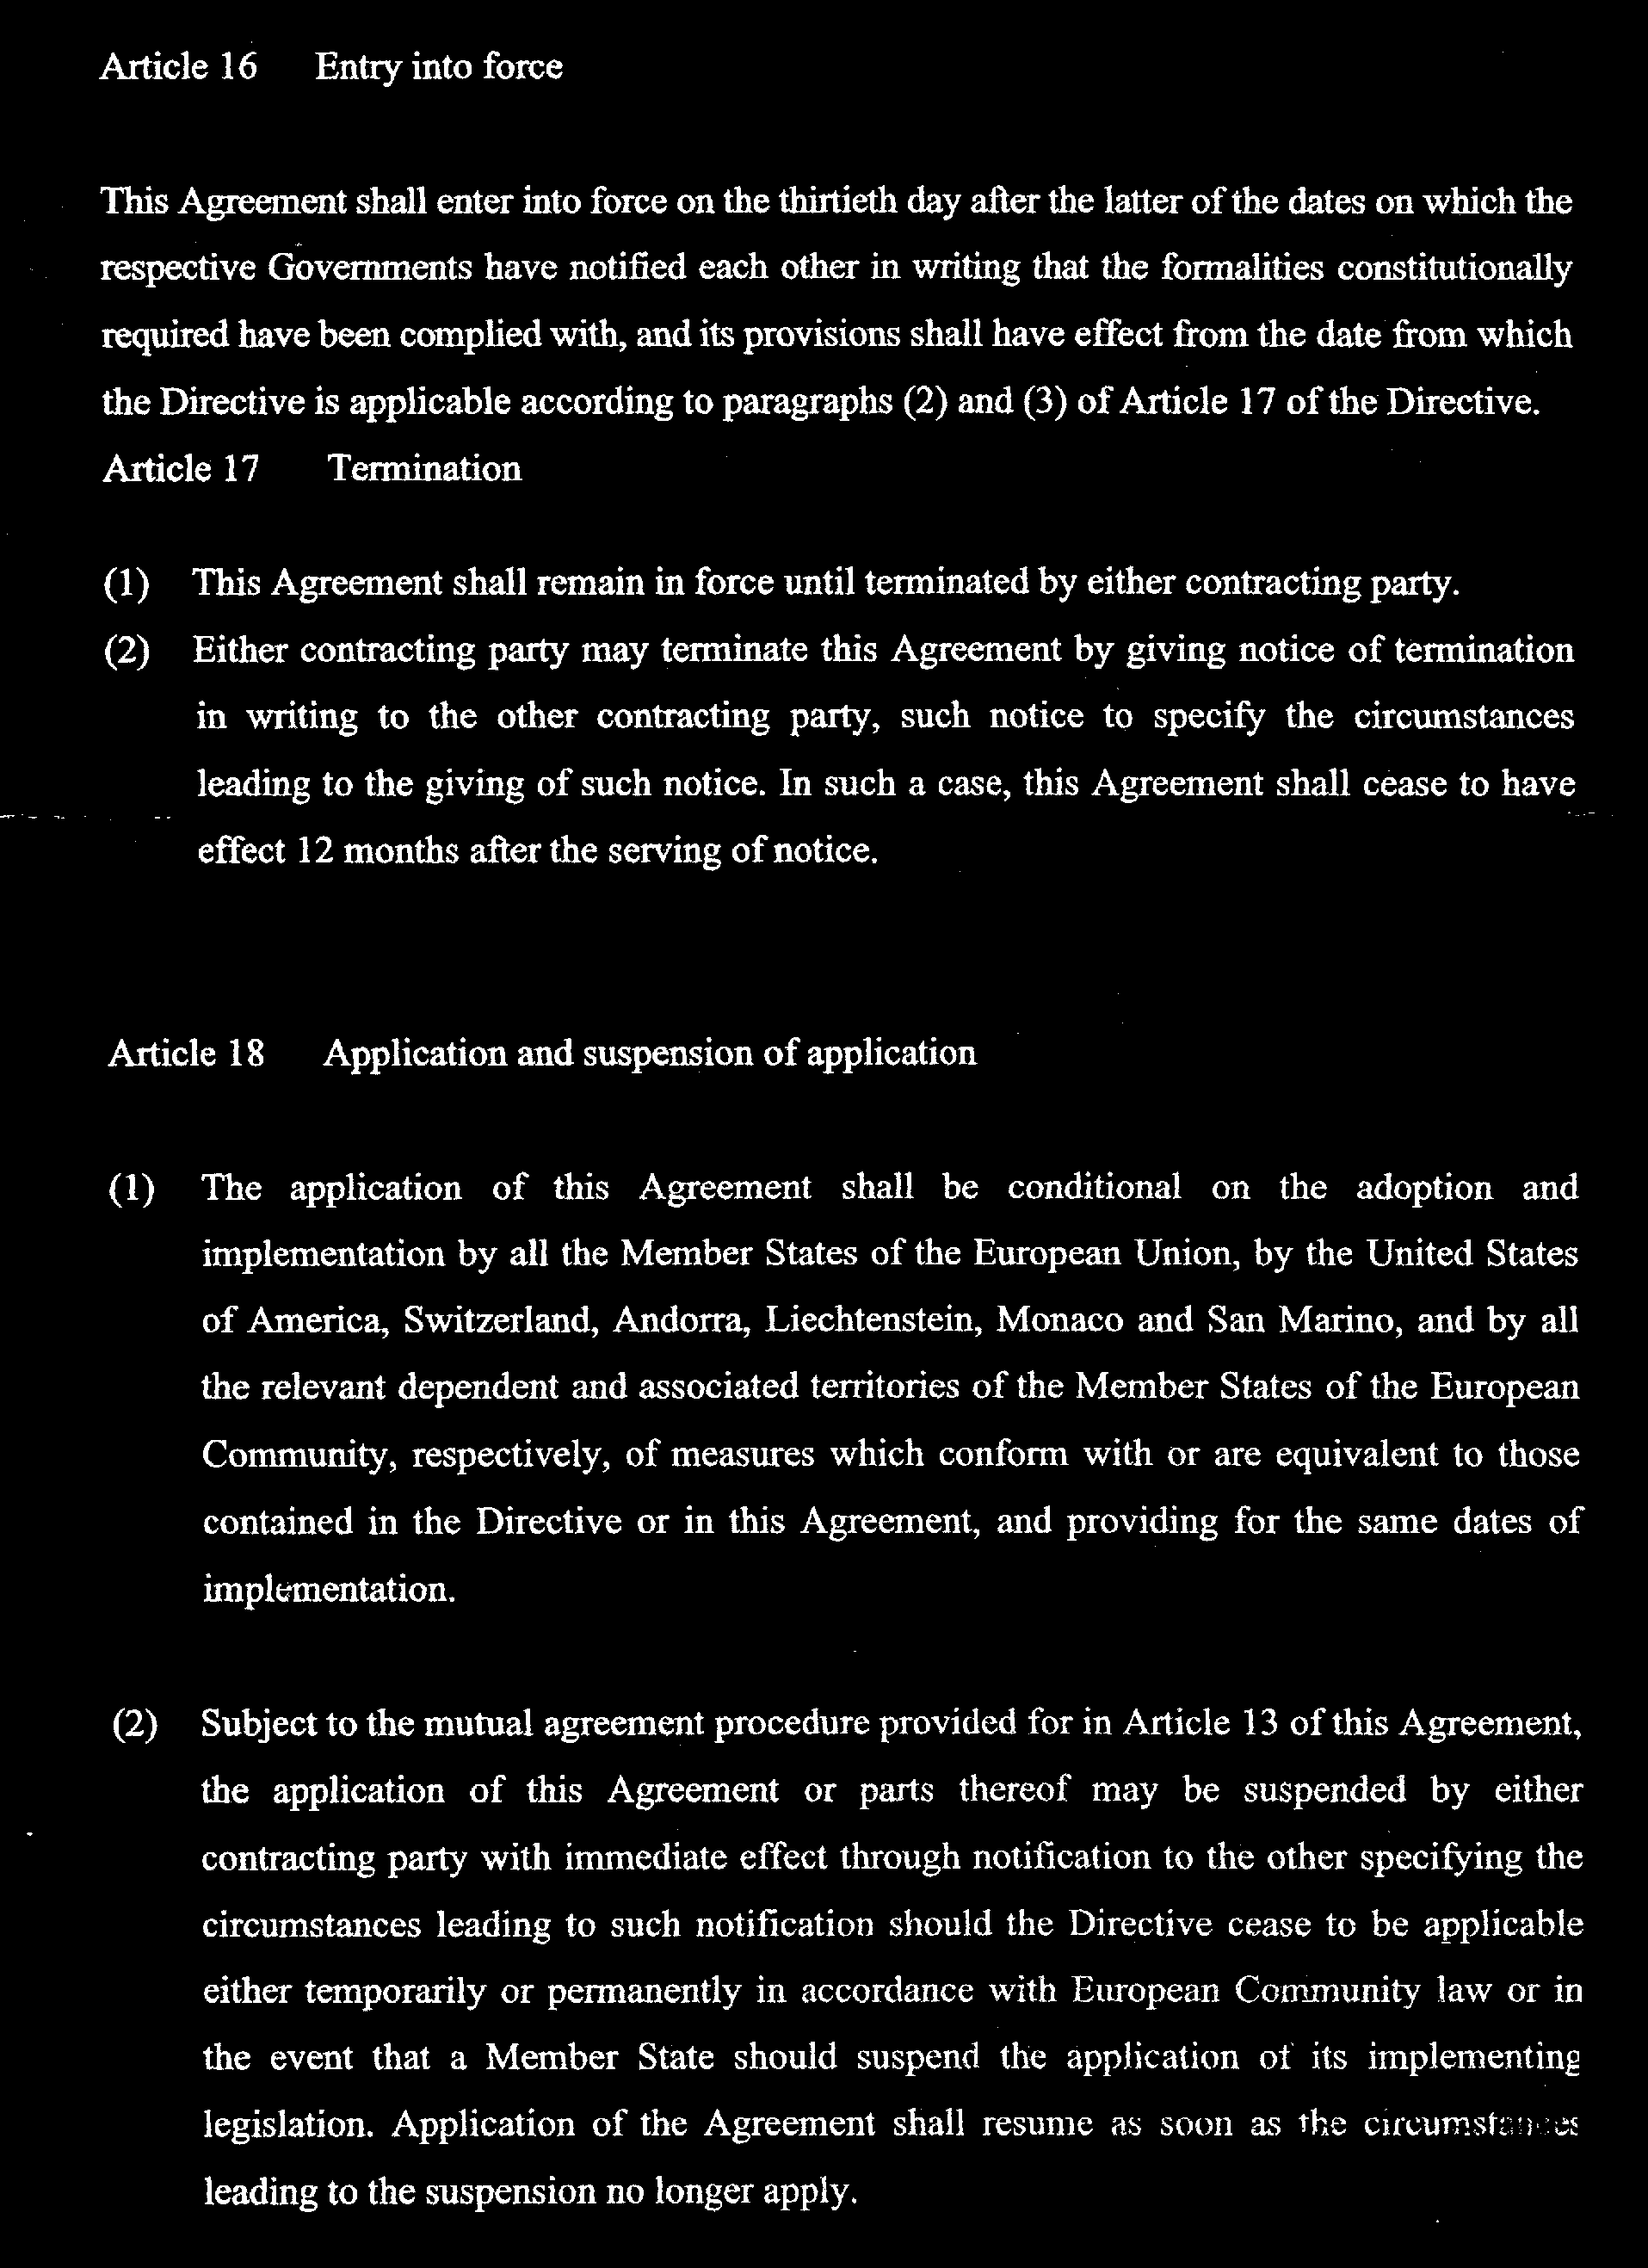 Article 16 Entry into force
This Agreement shall enter into force on the thirtieth day after the latter of the dates on which the
respective Governments have notified each other in writing that the formalities constitutionally
required have been complied with, and its provisions shall have effect from the date from which
the Directive is applicable according to paragraphs (2) and (3) of Article 17 of the Directive.
Article 17 Termination
(1) This Agreement shall remain in force until terminated by either contracting party.
(2) Either contracting party may terminate this Agreement by giving notice of termination
in writing to the other contracting party, such notice to specify the circumstances
leading to the giving of such notice. In such a case, this Agreement shall cease to have
effect 12 months after the serving of notice.
Article 18 Application and suspension of application
(1) The application of this Agreement shall be conditional on the adoption and
implementation by all the Member States of the European Union, by the United States
of America, Switzerland, Andorra, Liechtenstein, Monaco and San Marino, and by all
the relevant dependent and associated territories of the Member States of the European
Community, respectively, of measures which conform with or are equivalent to those
contained in the Directive or in this Agreement, and providing for the same dates of
implementation.
(2) Subject to the mutual agreement procedure provided for in Article 13 of this Agreement,
the application of this Agreement or parts thereof may be suspended by either
contracting party with immediate effect through notification to the other specifying the
circumstances leading to such notification should the Directive cease to be applicable
either temporarily or permanently in accordance with European Community law or in
the event that a Member State should suspend the application of its implementing
legislation. Application of the Agreement shall resume as soon as the circumstances
leading to the suspension no longer apply.